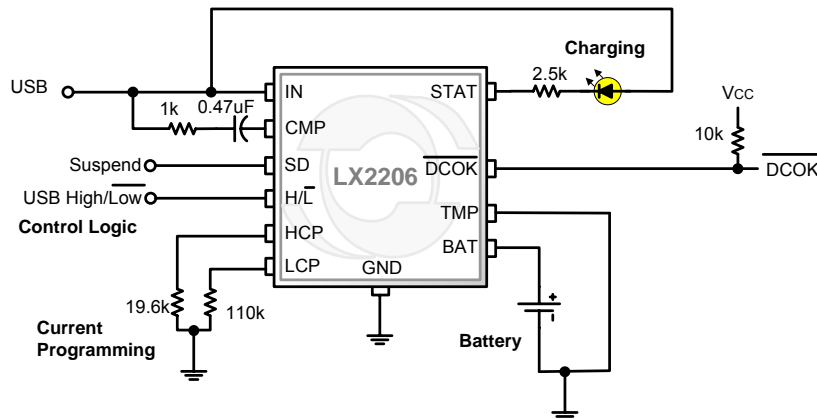 USB
1k
0.47uF
Suspend
USB High/Low
Control Logic
19.6k
110k
Current
Programming
IN
CMP
SD
H/L
HCP
LCP
GND
LX2206
STAT
DCOK
TMP
BAT
2.5k
Charging
VCC
10k
DCOK
Battery
+
-